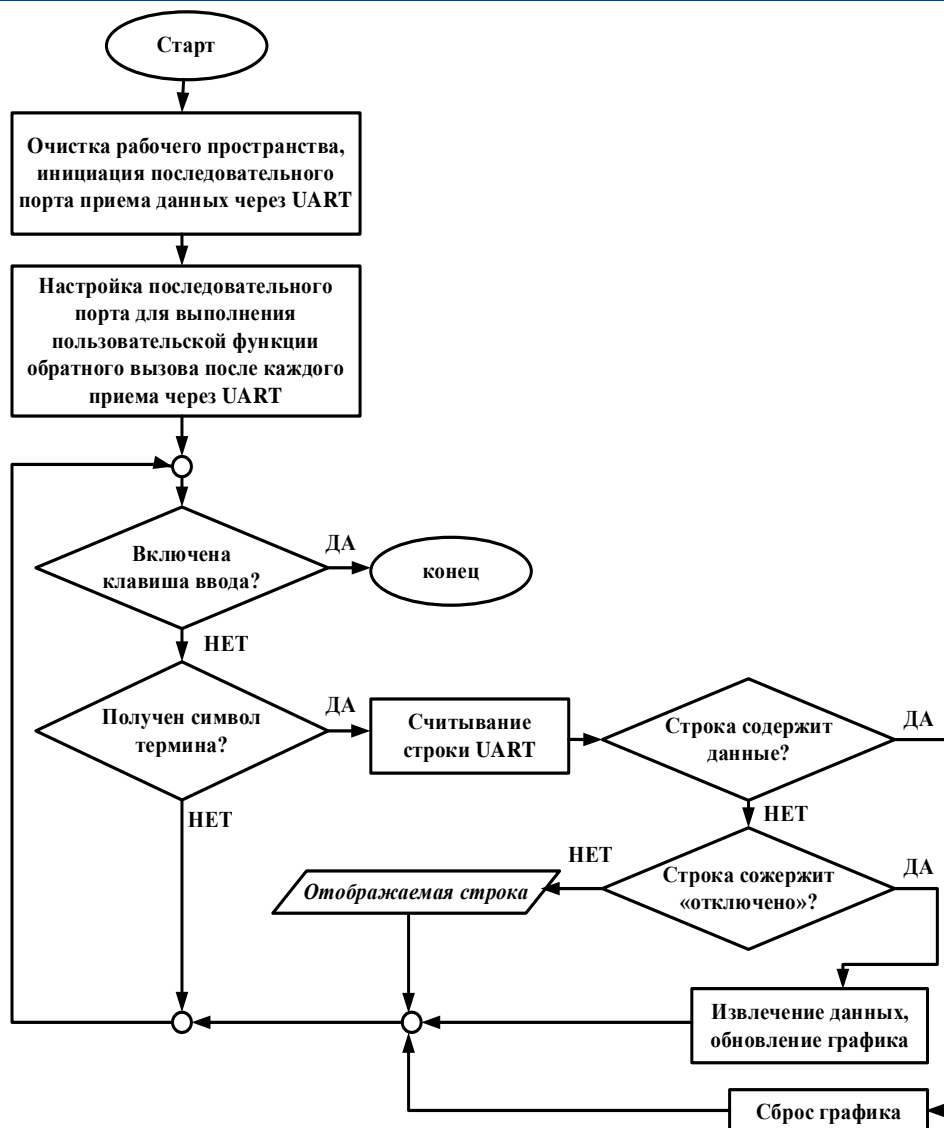 Старт
Очистка рабочего пространства,
инициация последовательного
порта приема данных через UART
Настройка последовательного
порта для выполнения
пользовательской функции
обратного вызова после каждого
приема через UART
Включена
клавиша ввода?
ДА
конец
НЕТ
Получен символ
термина?
ДА
Считывание
строки UART
Строка содержит
данные?
ДА
НЕТ
НЕТ
Строка сожержит
«отключено»?
ДА
НЕТ
Отображаемая строка
Извлечение данных,
обновление графика
Сброс графика